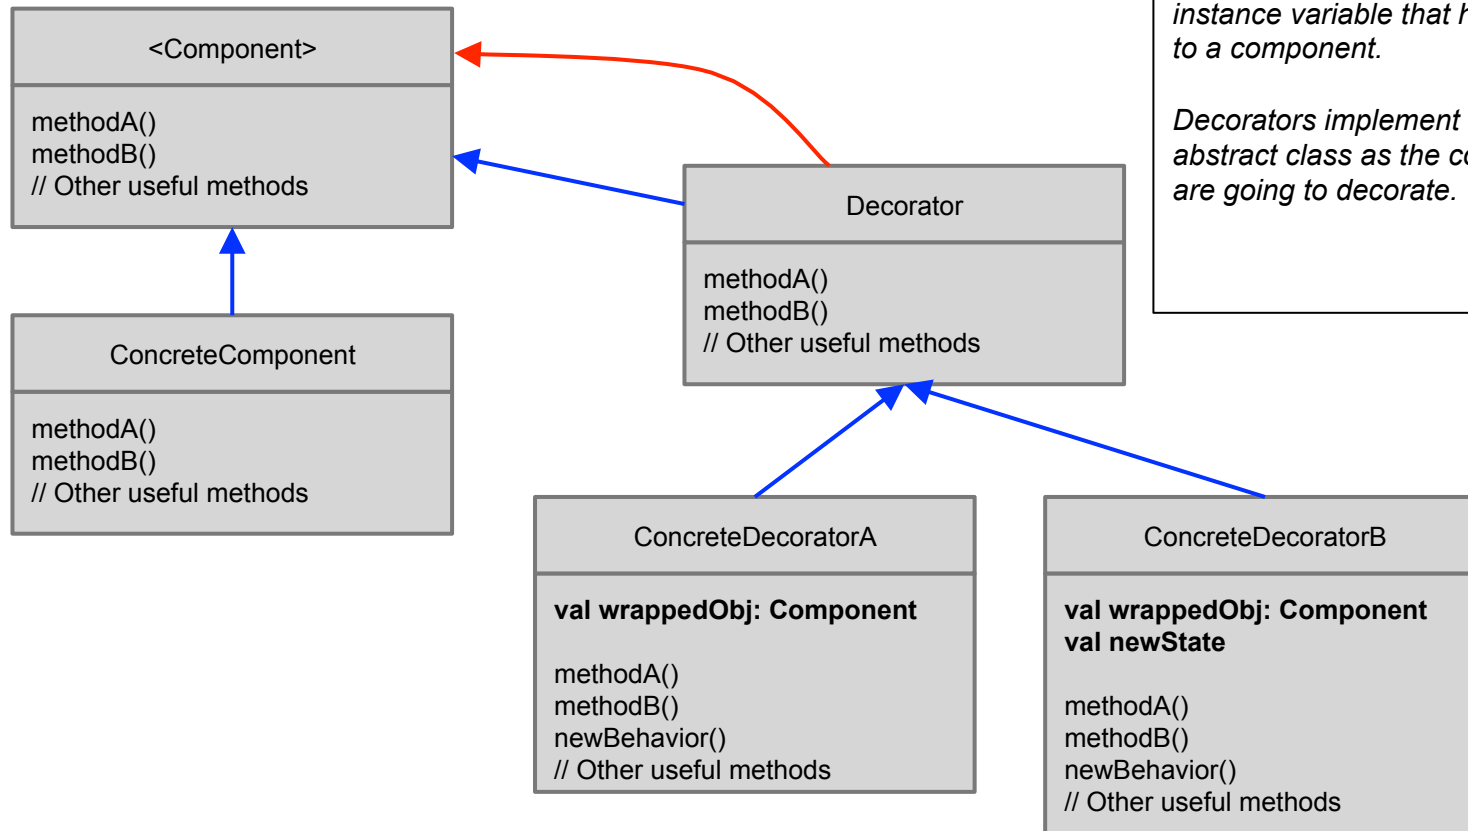 <Component>
methodA()
methodB()
// Other useful methods
instance variable that
to a component.
Decorators implement
abstract class as the
are going to decorate.
Decorator
methodA()
methodB()
// Other useful methods
ConcreteComponent
methodA()
methodB()
// Other useful methods
ConcreteDecoratorA
val wrappedObj: Component
methodA()
methodB()
newBehavior()
// Other useful methods
ConcreteDecoratorB
val wrappedObj: Component
val newState
methodA()
methodB()
newBehavior()
// Other useful methods